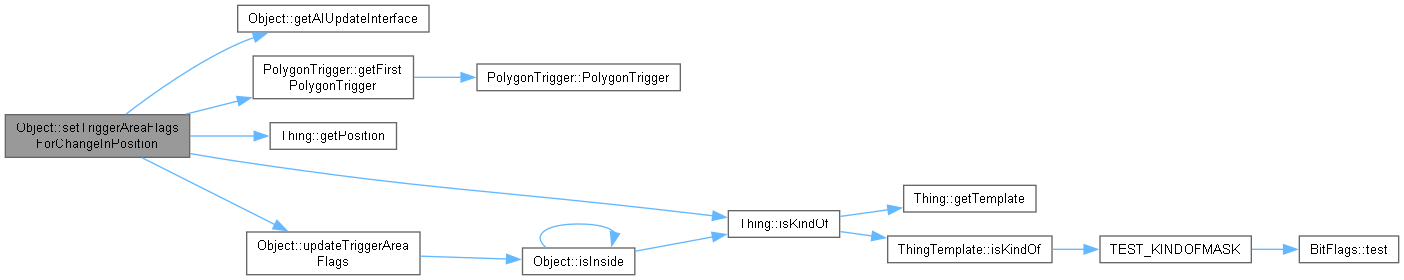 Object::getAIUpdateInterface
PolygonTrigger::getFirst
PolygonTrigger
PolygonTrigger::PolygonTrigger
Object::setTriggerAreaFlags
ForChangeInPosition
Thing::getPosition
Thing::getTemplate
Thing::isKindOf
Object::updateTriggerArea
Flags
Object::isInside
ThingTemplate::isKindOf
TEST_KINDOFMASK
BitFlags::test